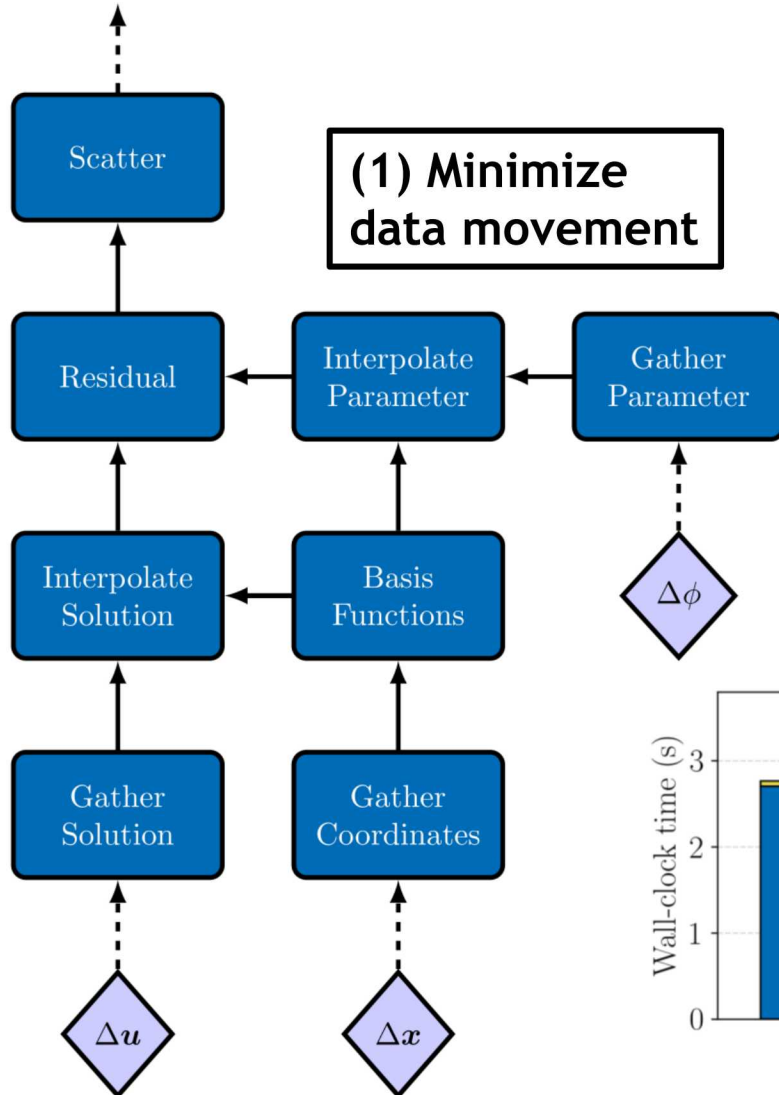 Scatter
(1) Minimize
data movement
Residual
Interpolate
Parameter
Gather
Parameter
Interpolate
Solution
Basis
Functions
Δϕ
Gather
Solution
Gather
Coordinates
Wall-clock time (s)
3
2
1
0
Δu
Δx